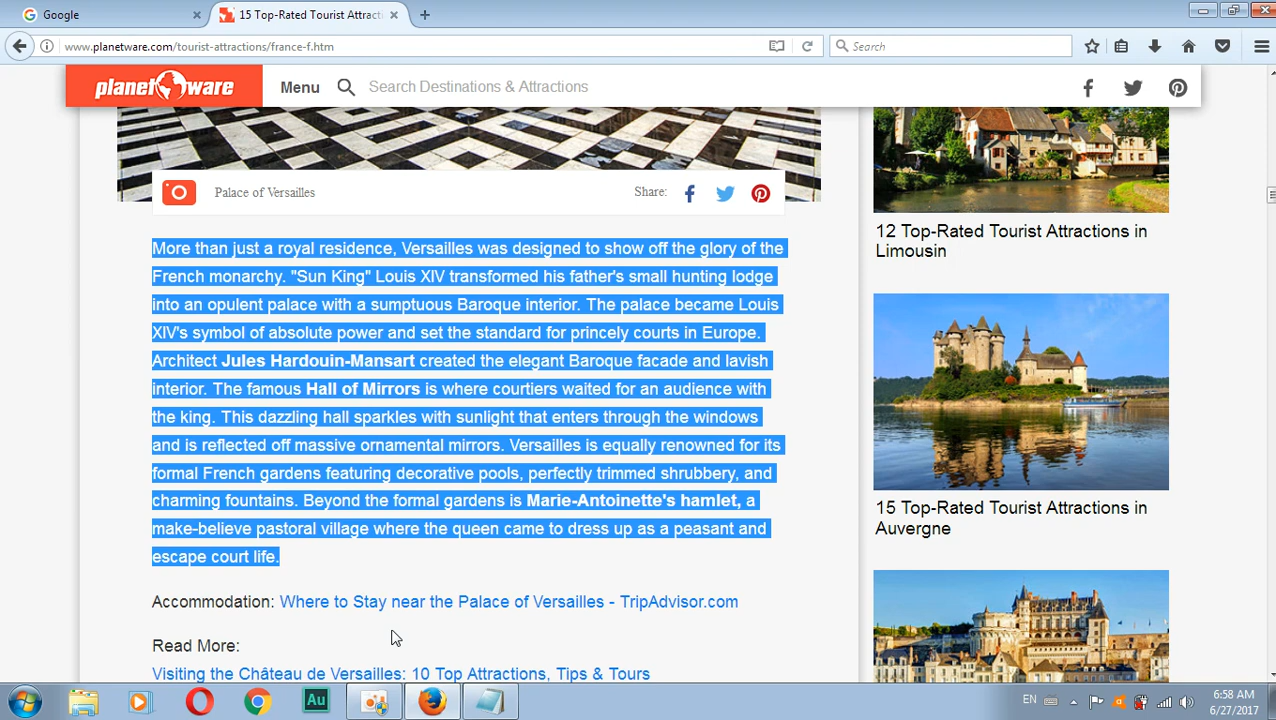 Google
15 Top-Rated Tourist Attracti
www.planetware.com/tourist-attractions/france-f.htm
Search
planetware
Menu
Search Destinations & Attractions
Palace of Versailles
Share:
More than just a royal residence, Versailles was designed to show off the glory of the
French monarchy. "Sun King" Louis XIV transformed his father's small hunting lodge
into an opulent palace with a sumptuous Baroque interior. The palace became Louis
XIV's symbol of absolute power and set the standard for princely courts in Europe.
Architect Jules Hardouin-Mansart created the elegant Baroque facade and lavish
interior. The famous Hall of Mirrors is where courtiers waited for an audience with
the king. This dazzling hall sparkles with sunlight that enters through the windows
and is reflected off massive ornamental mirrors. Versailles is equally renowned for its
formal French gardens featuring decorative pools, perfectly trimmed shrubbery, and
charming fountains. Beyond the formal gardens is Marie-Antoinette's hamlet, a
make-believe pastoral village where the queen came to dress up as a peasant and
escape court life.
Accommodation: Where to Stay near the Palace of Versailles - TripAdvisor.com
Read More:
Visiting the Château de Versailles: 10 Top Attractions, Tips & Tours
12 Top-Rated Tourist Attractions in
Limousin
15 Top-Rated Tourist Attractions in
Auvergne
Au
EN
6:58 AM
6/27/2017